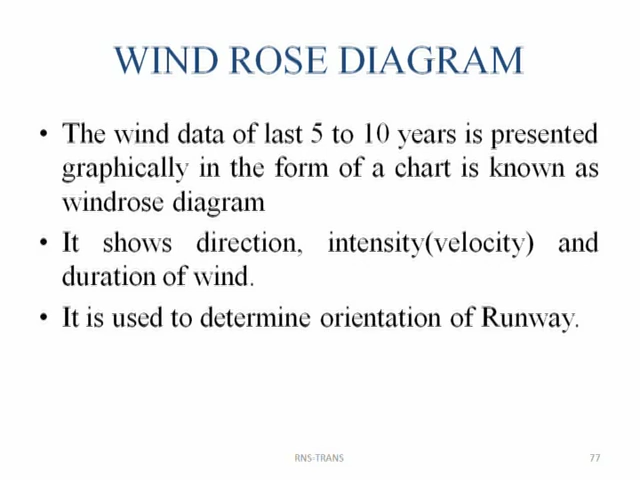 WIND ROSE DIAGRAM
• The wind data of last 5 to 10 years is presented
graphically in the form of a chart is known as
windrose diagram
• It shows direction, intensity(velocity) and
duration of wind.
• It is used to determine orientation of Runway.
RNS-TRANS
77